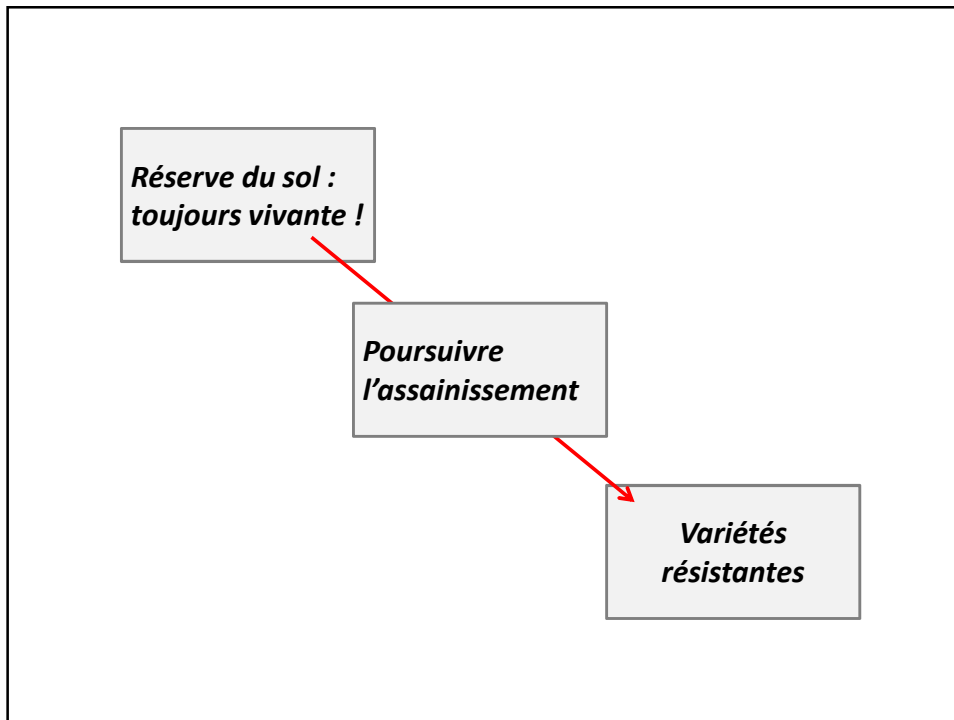 Réserve du sol :
toujours vivante !
Poursuivre
l’assainissement
Variétés
résistantes